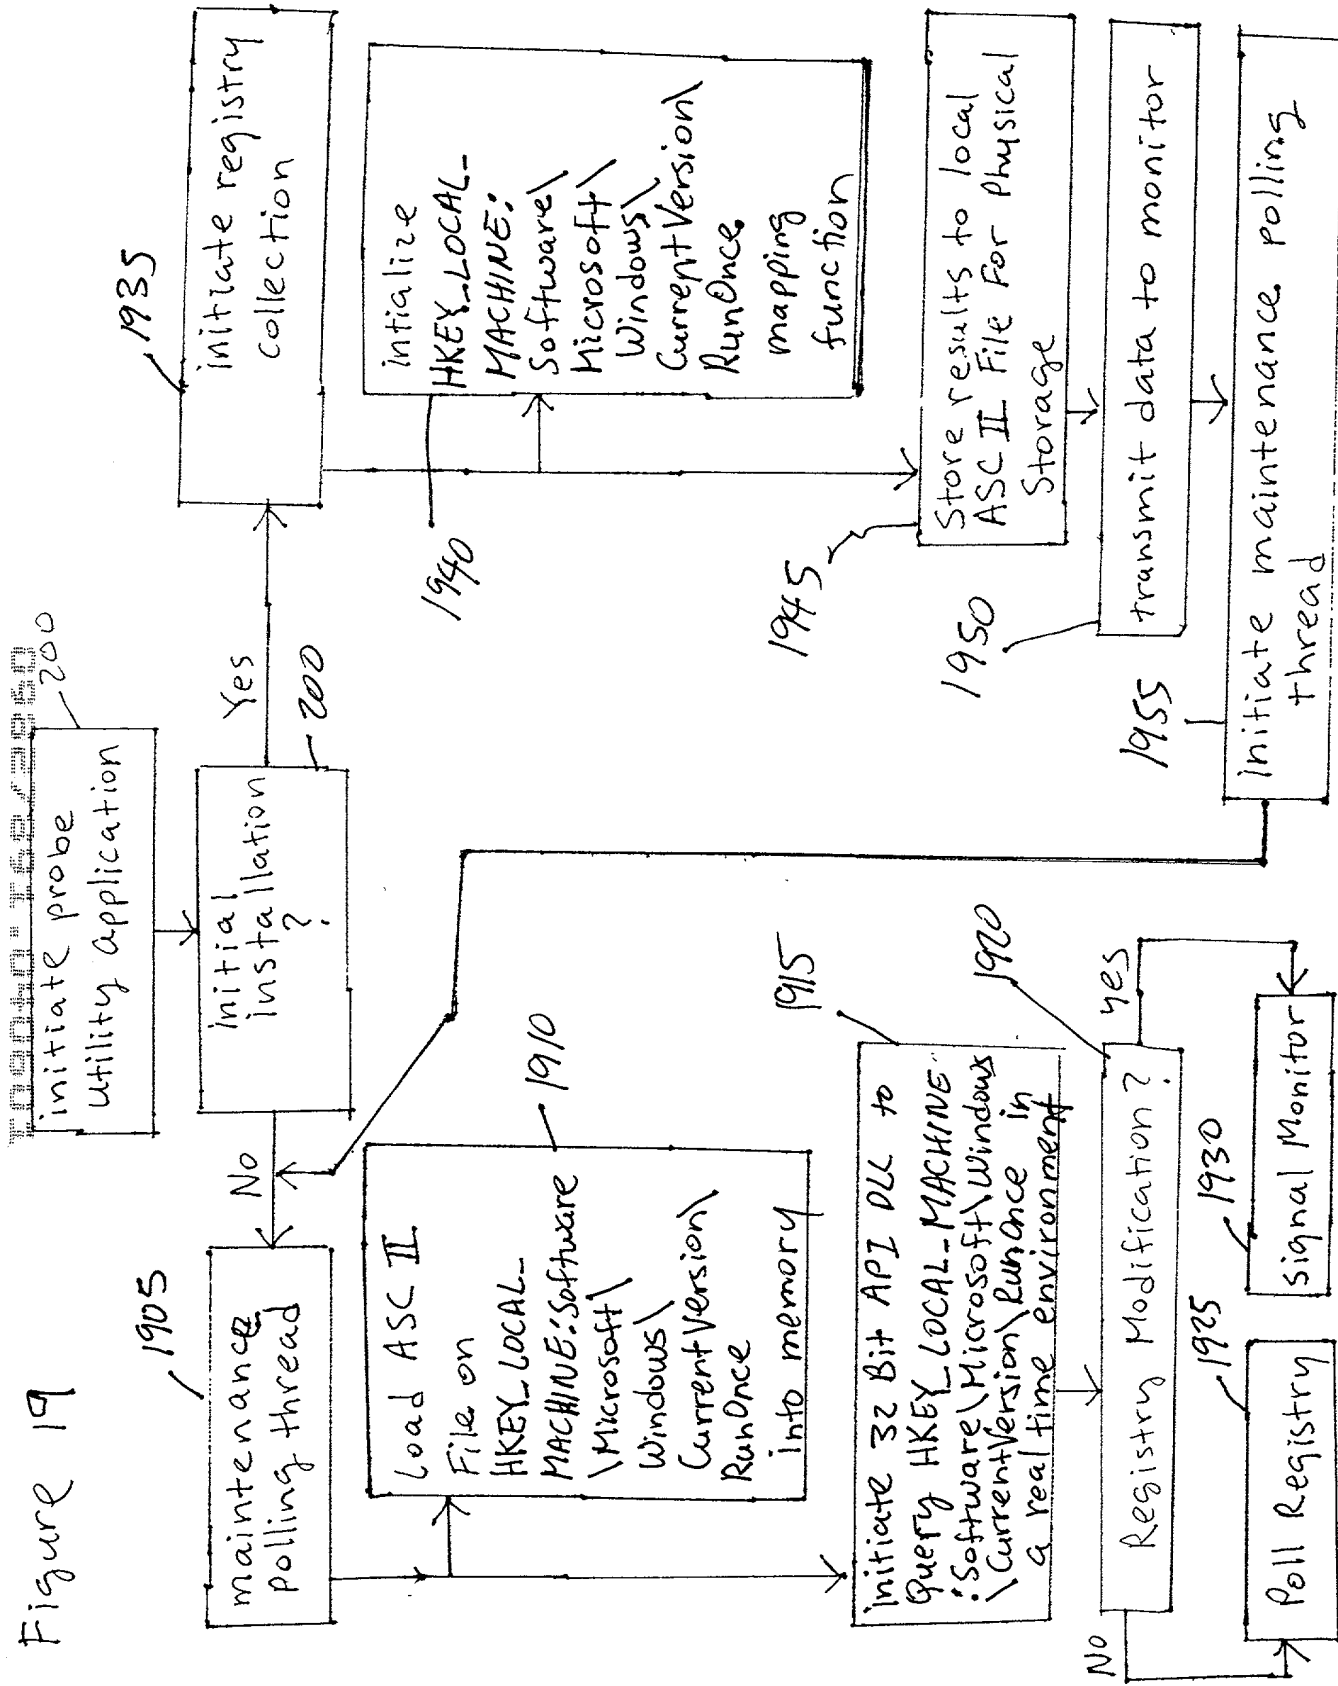 Figure 19
initiate probe
utility application
200
initial
installation
?
200
Yes
No
1905
maintenance
polling thread
1910
Load ASC II
File on
HKEY_LOCAL_
MACHINE:Software
\Microsoft\
Windows\
CurrentVersion\
RunOnce
into memory
1915
initiate 32 Bit API DLL to
Query HKEY_LOCAL_MACHINE
:Software\Microsoft\Windows
\CurrentVersion\RunOnce in
a real time environment
1920
Registry Modification?
No
yes
1925
Poll Registry
1930
signal Monitor
1935
initiate registry
collection
1940
intialize
HKEY_LOCAL_
MACHINE:
Software\
Microsoft\
Windows\
CurrentVersion\
RunOnce
mapping
function
1945
Store results to local
ASC II File For Physical
Storage
1950
transmit data to monitor
1955
initiate maintenance polling
thread